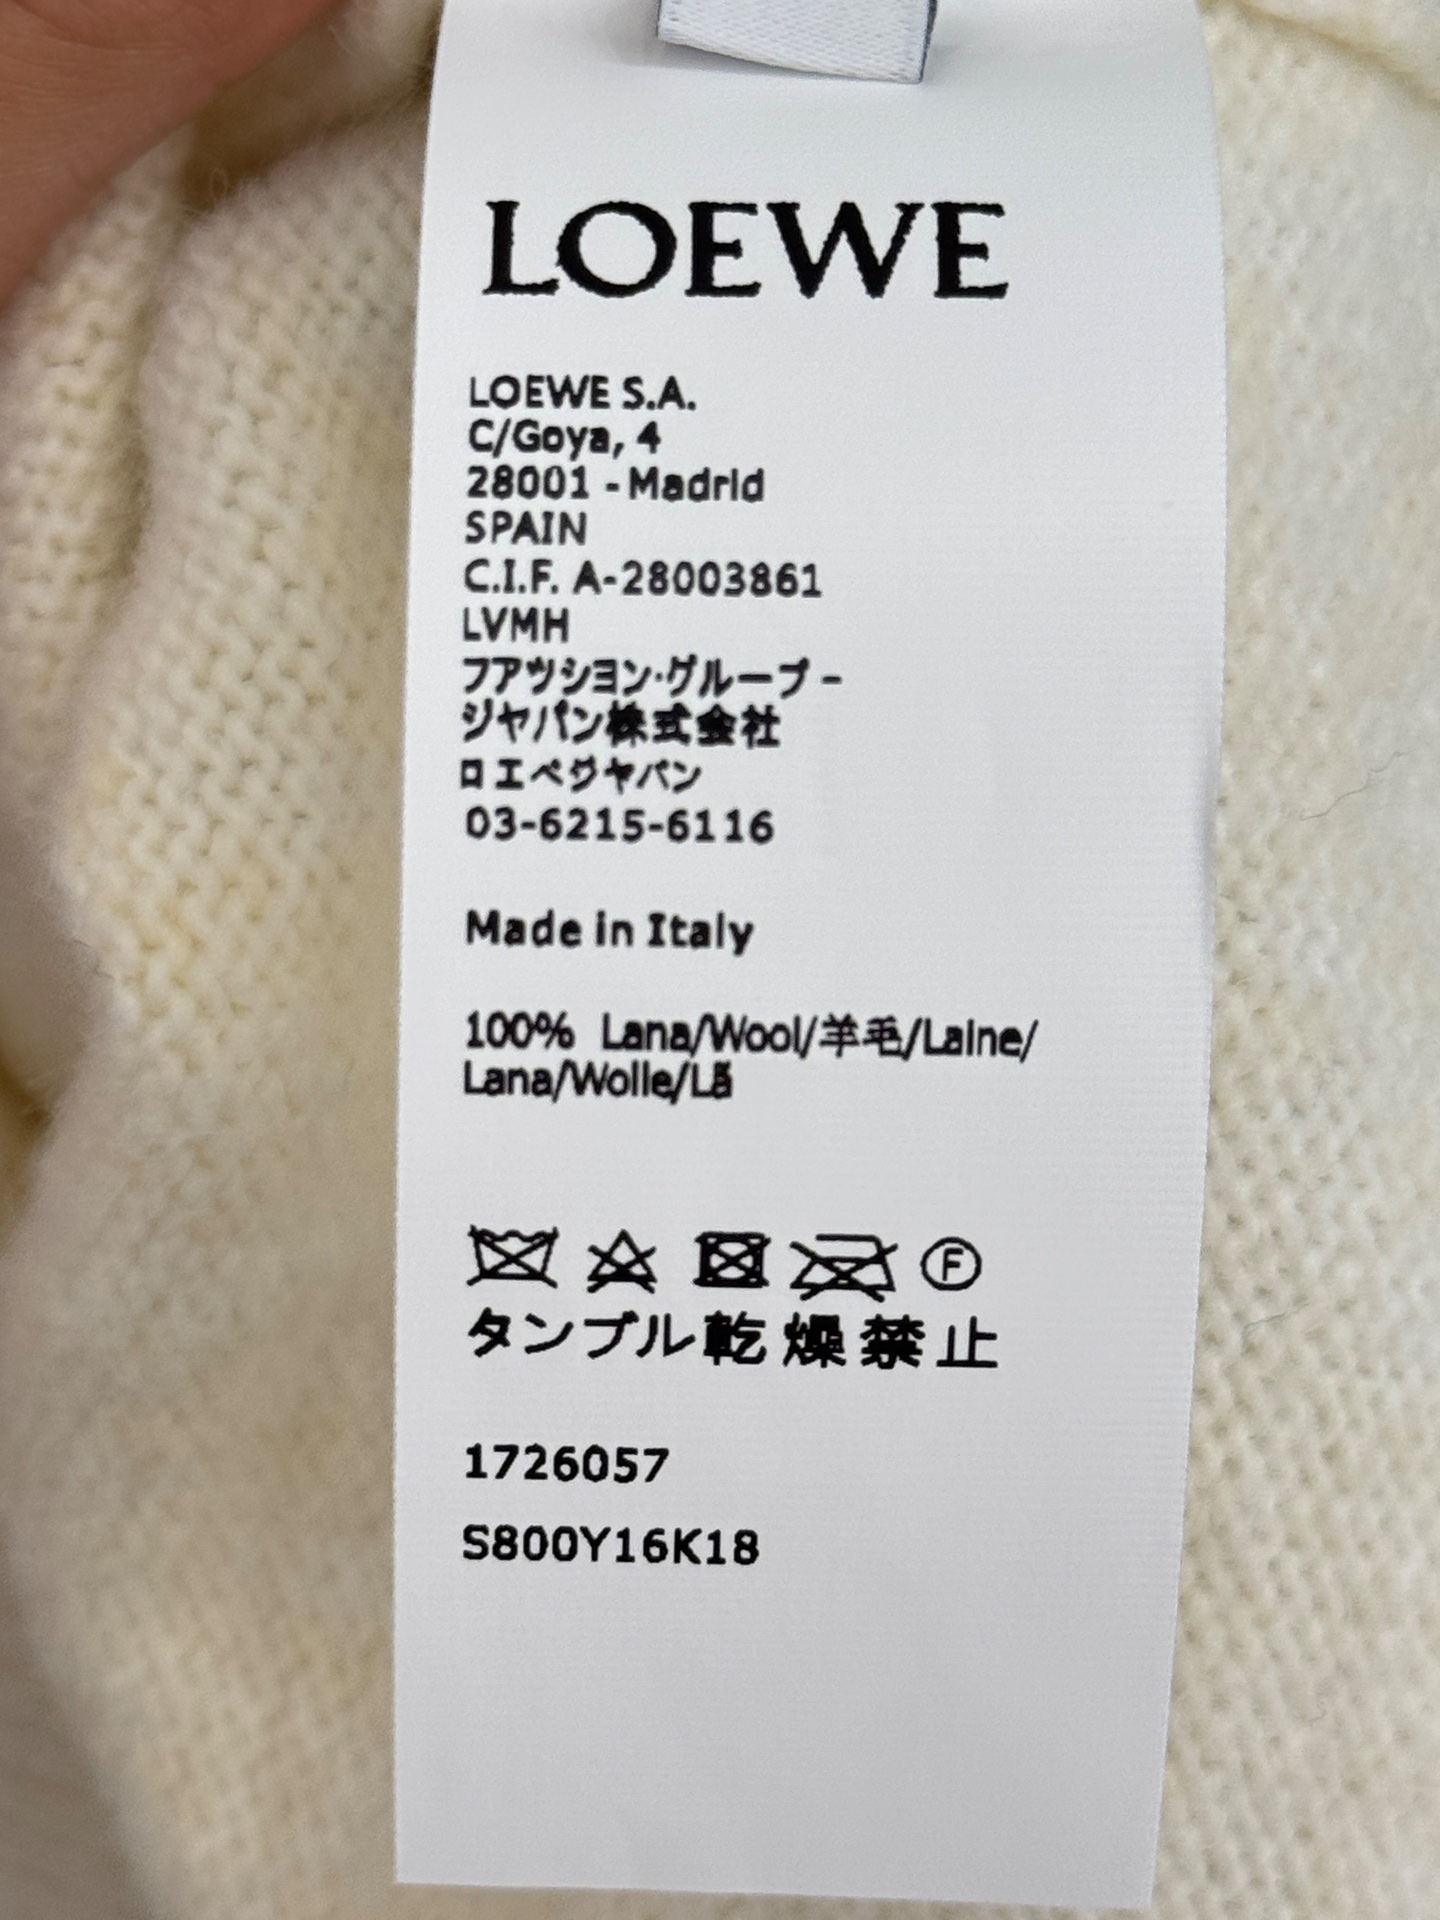 LOEWE
LOEWE S.A.
C/Goya, 4
28001 - Madrid
SPAIN
C.I.F. A-28003861
LVMH
フアツシヨン・グループ -
ジヤパン株式会社
ロエベジヤパン
03-6215-6116
Made in Italy
100% Lana/Wool/羊毛/Laine/
Lana/Wolle/Lã
F
タンブル乾燥禁止
1726057
S800Y16K18